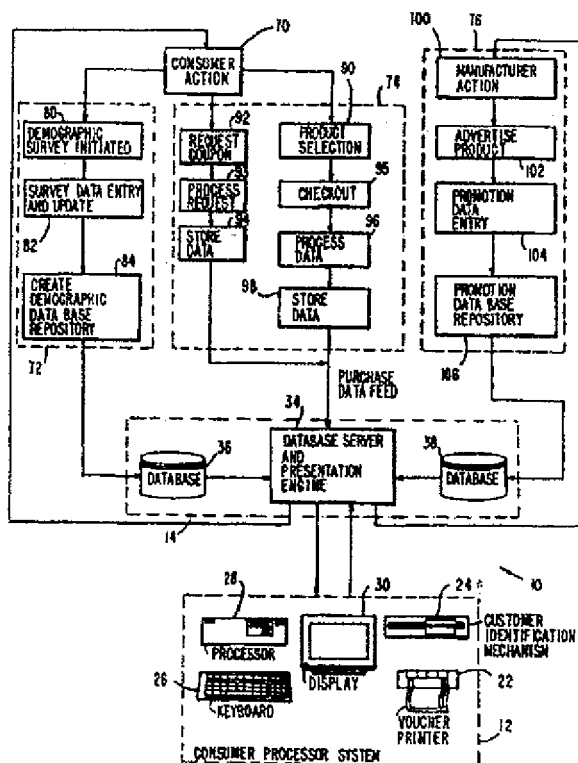 70
CONSUMER
ACTION
100
76
MANUFACTURER
ACTION
80
DEMOGRAPHIC
SURVEY INITIATED
92
REQUEST
COUPON
90
74
PRODUCT
SELECTION
ADVERTISE
PRODUCT
102
SURVEY DATA ENTRY
AND UPDATE
82
93
PROCESS
REQUEST
95
CHECKOUT
PROMOTION
DATA
ENTRY
104
94
STORE
DATA
96
PROCESS
DATA
84
CREATE
DEMOGRAPHIC
DATA BASE
REPOSITORY
72
98
STORE
DATA
PROMOTION
DATA BASE
REPOSITORY
106
PURCHASE
DATA FEED
34
36
DATABASE
DATABASE SERVER
AND
PRESENTATION
ENGINE
38
DATABASE
14
10
28
PROCESSOR
30
DISPLAY
24
CUSTOMER
IDENTIFICATION
MECHANISM
26
KEYBOARD
22
VOUCHER
PRINTER
12
CONSUMER PROCESSOR SYSTEM